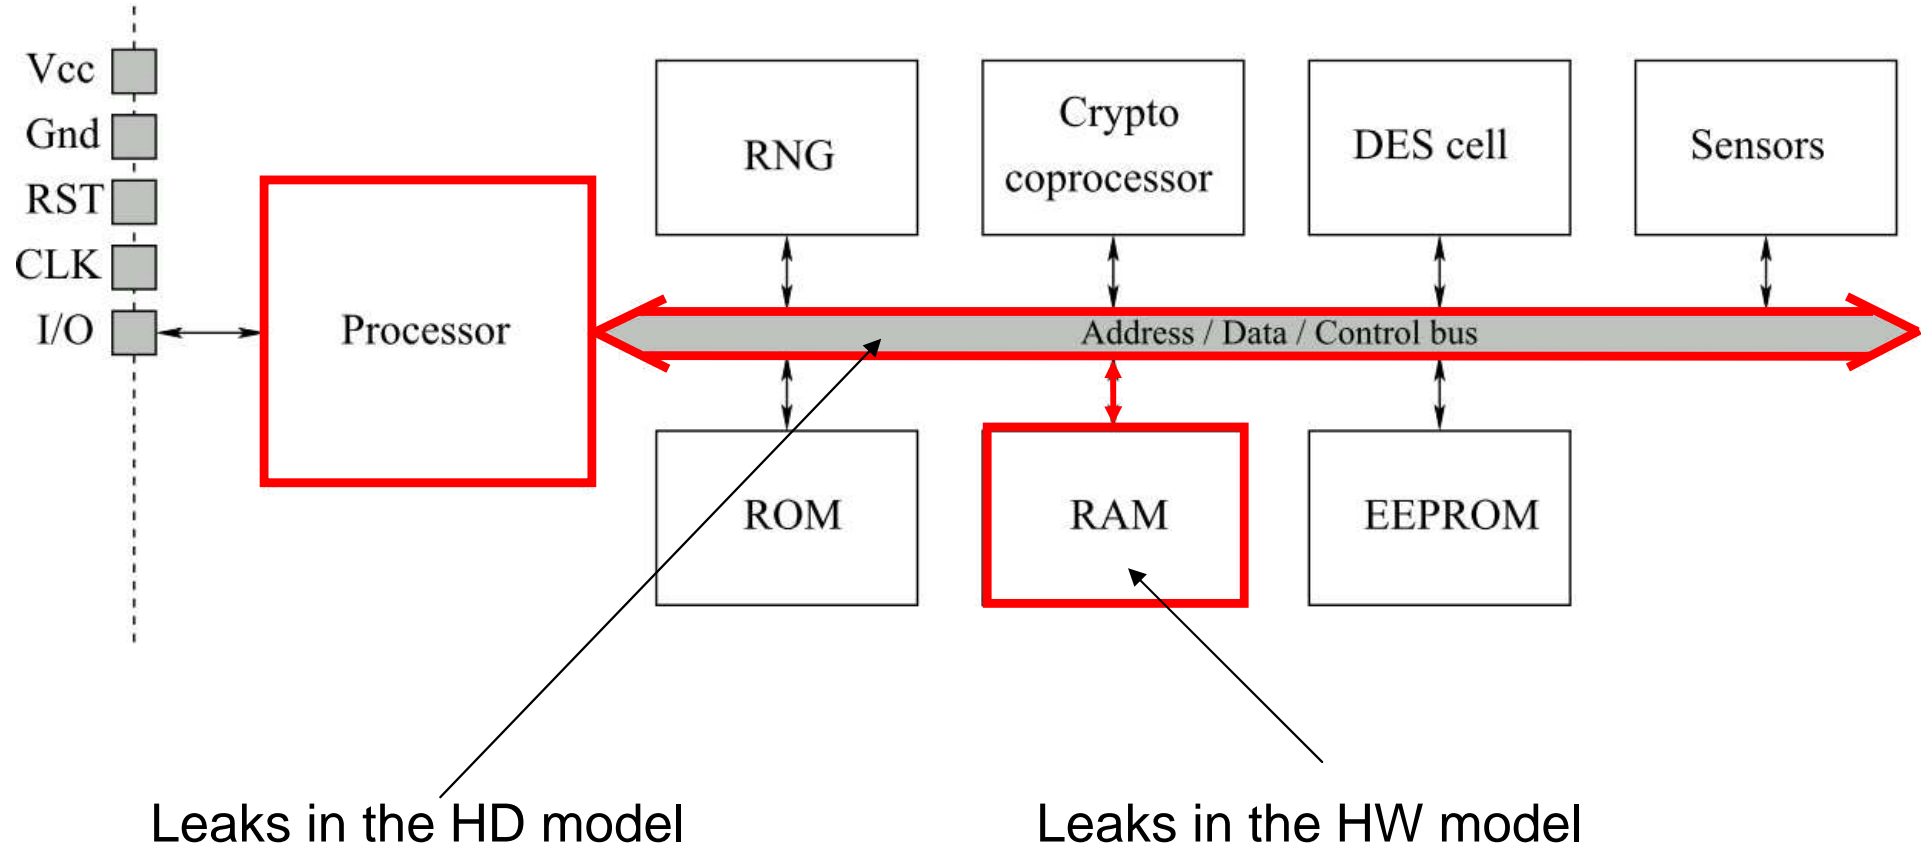 Vcc
Gnd
RST
CLK
I/O
Processor
RNG
Crypto
coprocessor
DES cell
Sensors
Address / Data / Control bus
ROM
RAM
EEPROM
Leaks in the HD model
Leaks in the HW model